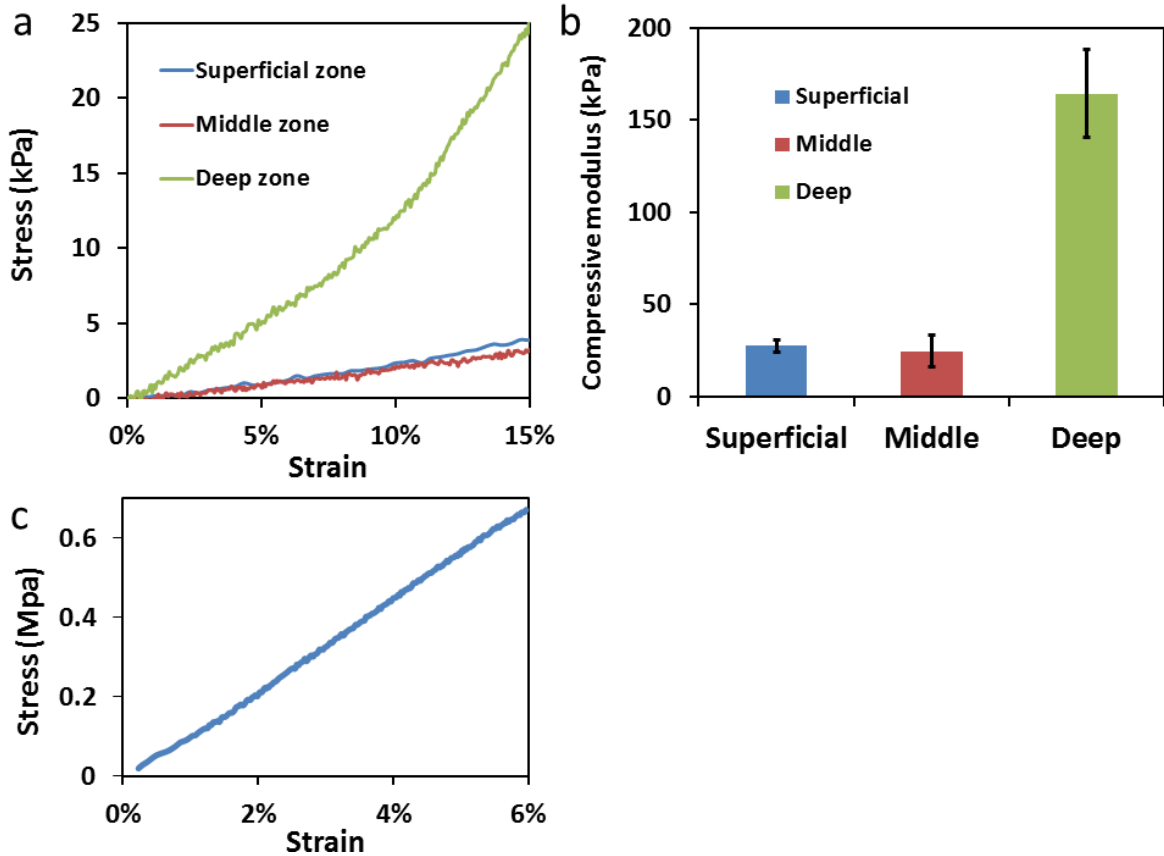 a
25
20
15
10
5
0
Stress (kPa)
Superficial zone
Middle zone
Deep zone
0% 5% 10% 15%
Strain
b
200
150
100
50
0
Compressive modulus (kPa)
Superficial
Middle
Deep
Superficial Middle Deep
c
0.6
0.4
0.2
0
Stress (Mpa)
0% 2% 4% 6%
Strain